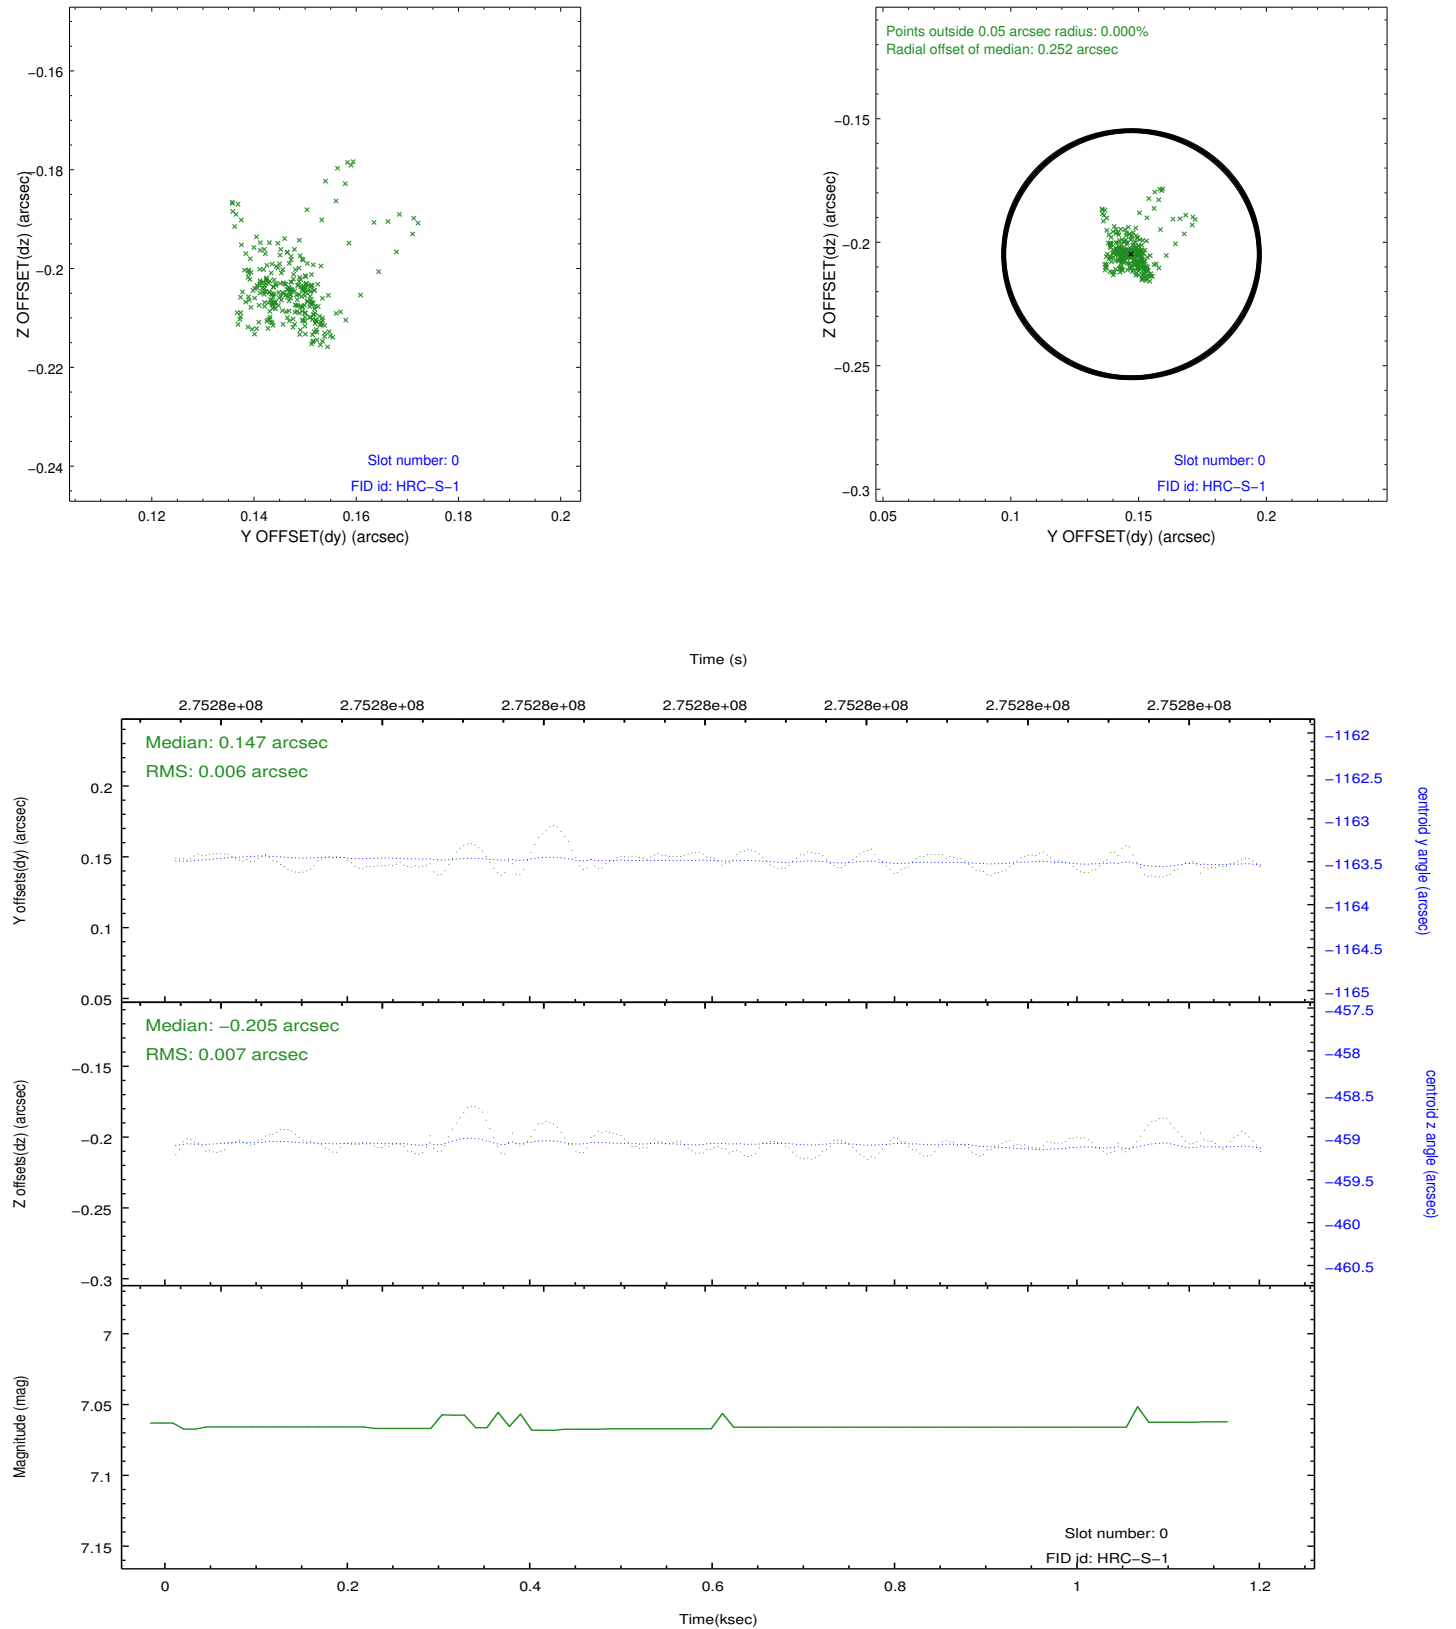 −0.16
−0.18
−0.2
−0.22
−0.24
Z OFFSET(dz) (arcsec)
Slot number: 0
FID id: HRC−S−1
0.12
0.14
0.16
0.18
0.2
Y OFFSET(dy) (arcsec)
Points outside 0.05 arcsec radius: 0.000%
Radial offset of median: 0.252 arcsec
−0.15
−0.2
−0.25
−0.3
Z OFFSET(dz) (arcsec)
Slot number: 0
FID id: HRC−S−1
0.05
0.1
0.15
0.2
Y OFFSET(dy) (arcsec)
Time (s)
2.7528e+08
2.7528e+08
2.7528e+08
2.7528e+08
2.7528e+08
2.7528e+08
2.7528e+08
Median: 0.147 arcsec
RMS: 0.006 arcsec
0.2
0.15
0.1
0.05
Y offsets(dy) (arcsec)
−1162
−1162.5
−1163
−1163.5
−1164
−1164.5
−1165
centroid y angle (arcsec)
Median: −0.205 arcsec
RMS: 0.007 arcsec
−0.15
−0.2
−0.25
−0.3
Z offsets(dz) (arcsec)
−457.5
−458
−458.5
−459
−459.5
−460
−460.5
centroid z angle (arcsec)
7
7.05
7.1
7.15
Magnitude (mag)
Slot number: 0
FID id: HRC−S−1
0
0.2
0.4
0.6
0.8
1
1.2
Time(ksec)